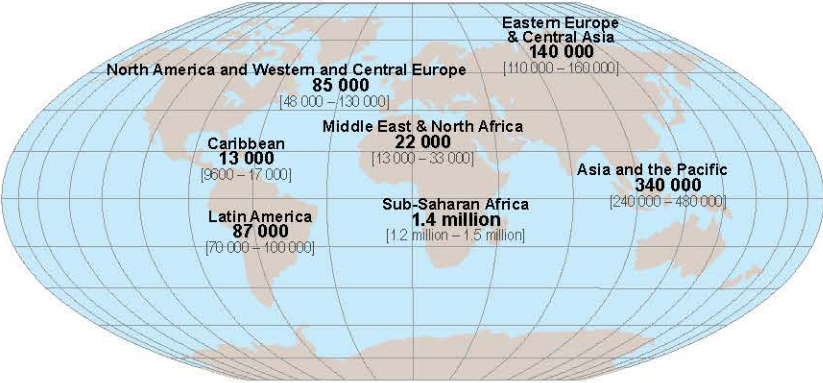 Eastern Europe
& Central Asia
140 000
[110 000 – 160 000]
North America and Western and Central Europe
85 000
[48 000 – 130 000]
Middle East & North Africa
22 000
[13 000 – 33 000]
Caribbean
13 000
[9600 – 17 000]
Asia and the Pacific
340 000
[240 000 – 480 000]
Sub-Saharan Africa
1.4 million
[1.2 million – 1.5 million]
Latin America
87 000
[70 000 – 100 000]